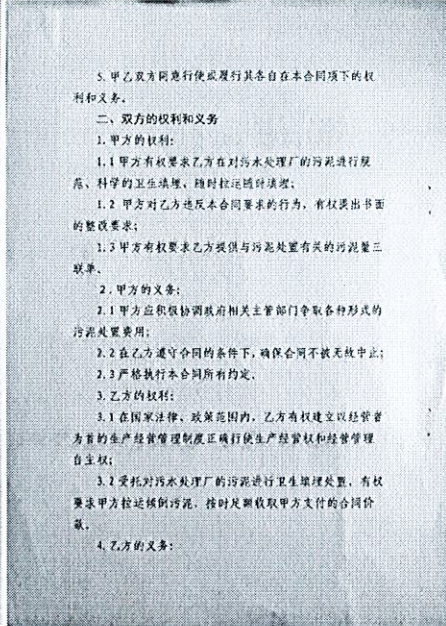 5. 甲乙双方同意行使或履行其各自在本合同项下的权
利和义务。
二、双方的权利和义务
1. 甲方的权利:
1.1 甲方有权要求乙方在对污水处理厂的污泥进行规
范、科学的卫生填埋、随时拉运随时填埋;
1.2 甲方对乙方违反本合同要求的行为，有权提出书面
的整改要求;
1.3 甲方有权要求乙方提供与污泥处置有关的污泥量三
联单。
2. 甲方的义务:
2.1 甲方应积极协调政府相关主管部门争取各种形式的
污泥处置费用;
2.2 在乙方遵守合同的条件下，确保合同不被无故中止;
2.3 严格执行本合同所有约定。
3. 乙方的权利:
3.1 在国家法律、政策范围内，乙方有权建立以经营者
为首的生产经营管理制度正确行使生产经营权和经营管理
自主权;
3.2 受托对污水处理厂的污泥进行卫生填埋处置，有权
要求甲方拉运倾倒污泥、按时足额收取甲方支付的合同价
款。
4. 乙方的义务: